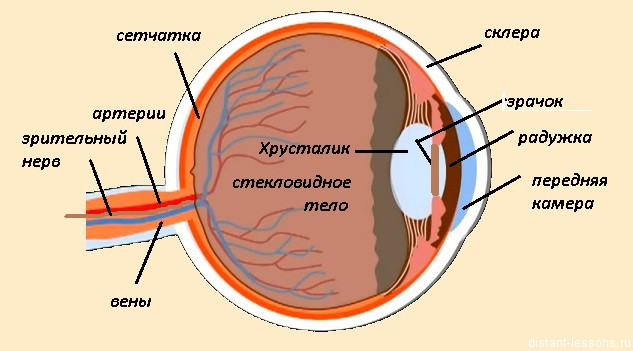 сетчатка
склера
артерии
зрительный
нерв
зрачок
радужка
Хрусталик
стекловидное
тело
передняя
камера
вены
distant-lessons.ru